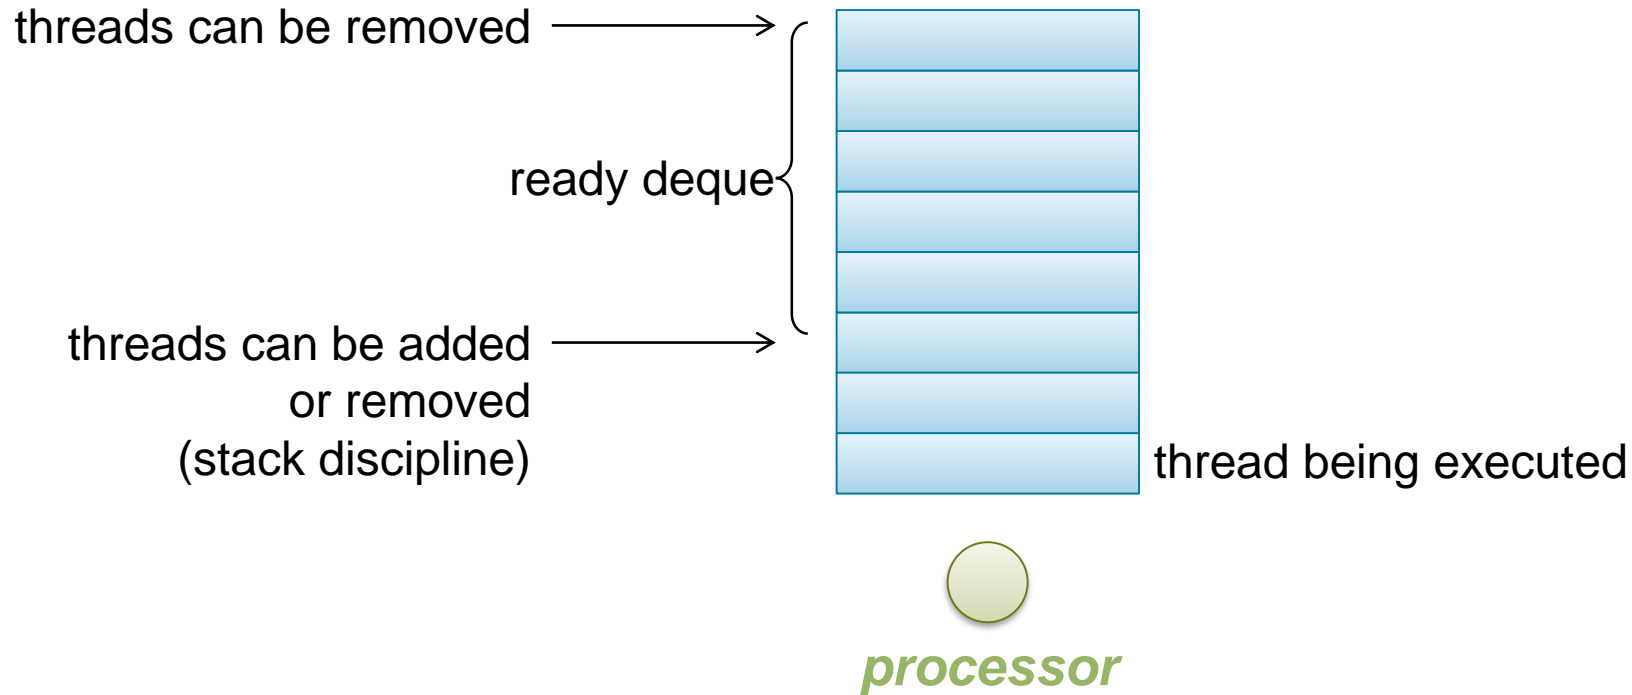 threads can be removed
ready deque
threads can be added
or removed
(stack discipline)
thread being executed
processor